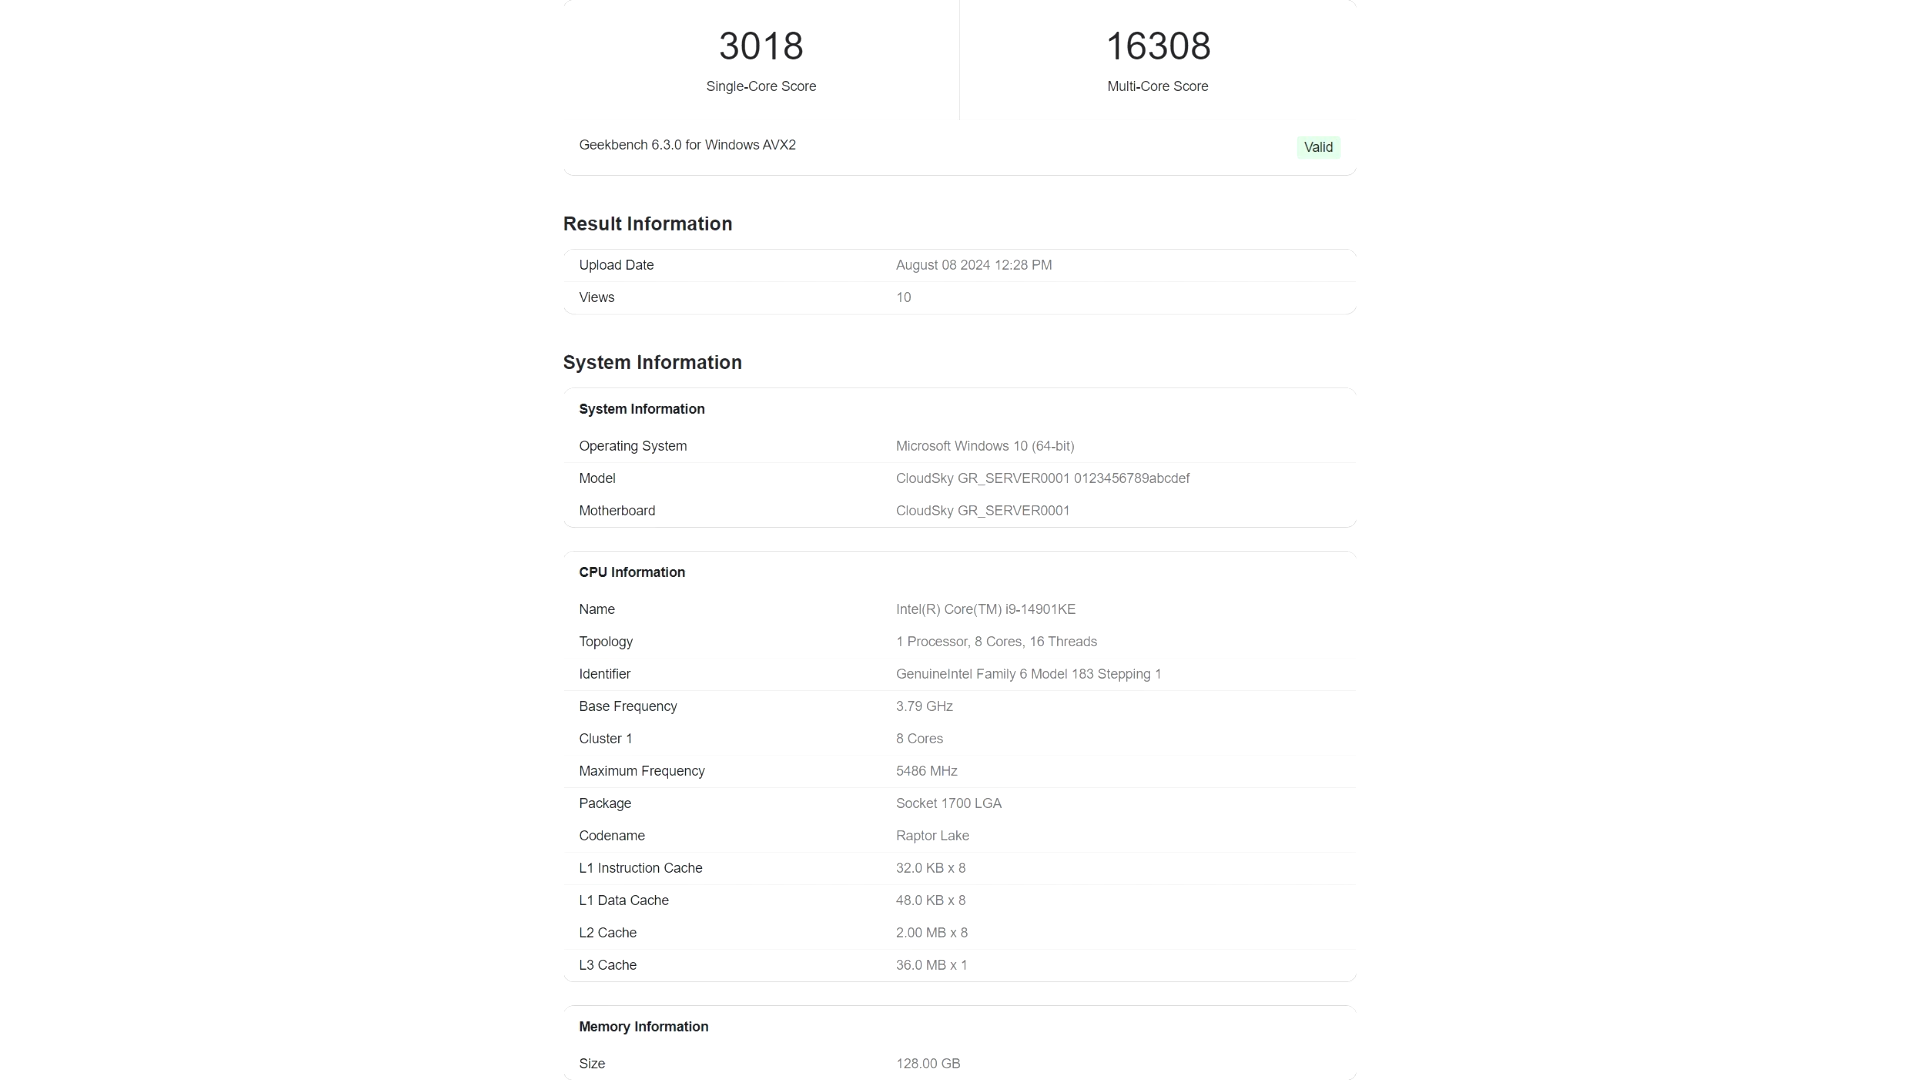 3018
Single-Core Score
16308
Multi-Core Score
Geekbench 6.3.0 for Windows AVX2
Valid
Result Information
Upload Date August 08 2024 12:28 PM
Views 10
System Information
System Information
Operating System Microsoft Windows 10 (64-bit)
Model CloudSky GR_SERVER0001 0123456789abcdef
Motherboard CloudSky GR_SERVER0001
CPU Information
Name Intel(R) Core(TM) i9-14901KE
Topology 1 Processor, 8 Cores, 16 Threads
Identifier GenuineIntel Family 6 Model 183 Stepping 1
Base Frequency 3.79 GHz
Cluster 1 8 Cores
Maximum Frequency 5486 MHz
Package Socket 1700 LGA
Codename Raptor Lake
L1 Instruction Cache 32.0 KB x 8
L1 Data Cache 48.0 KB x 8
L2 Cache 2.00 MB x 8
L3 Cache 36.0 MB x 1
Memory Information
Size 128.00 GB